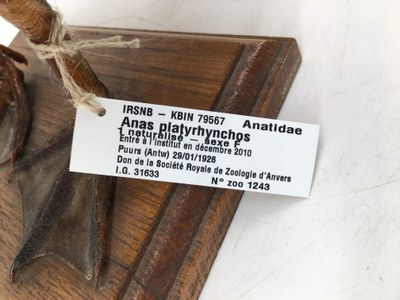 IRSNB – KBIN 79567 Anatidae
Anas platyrhynchos
1 naturalisé – sexe F
Entré à l'institut en décembre 2010
Puurs (Antw) 29/01/1926
Don de la Société Royale de Zoologie d'Anvers
I.G. 31633 N° zoo 1243